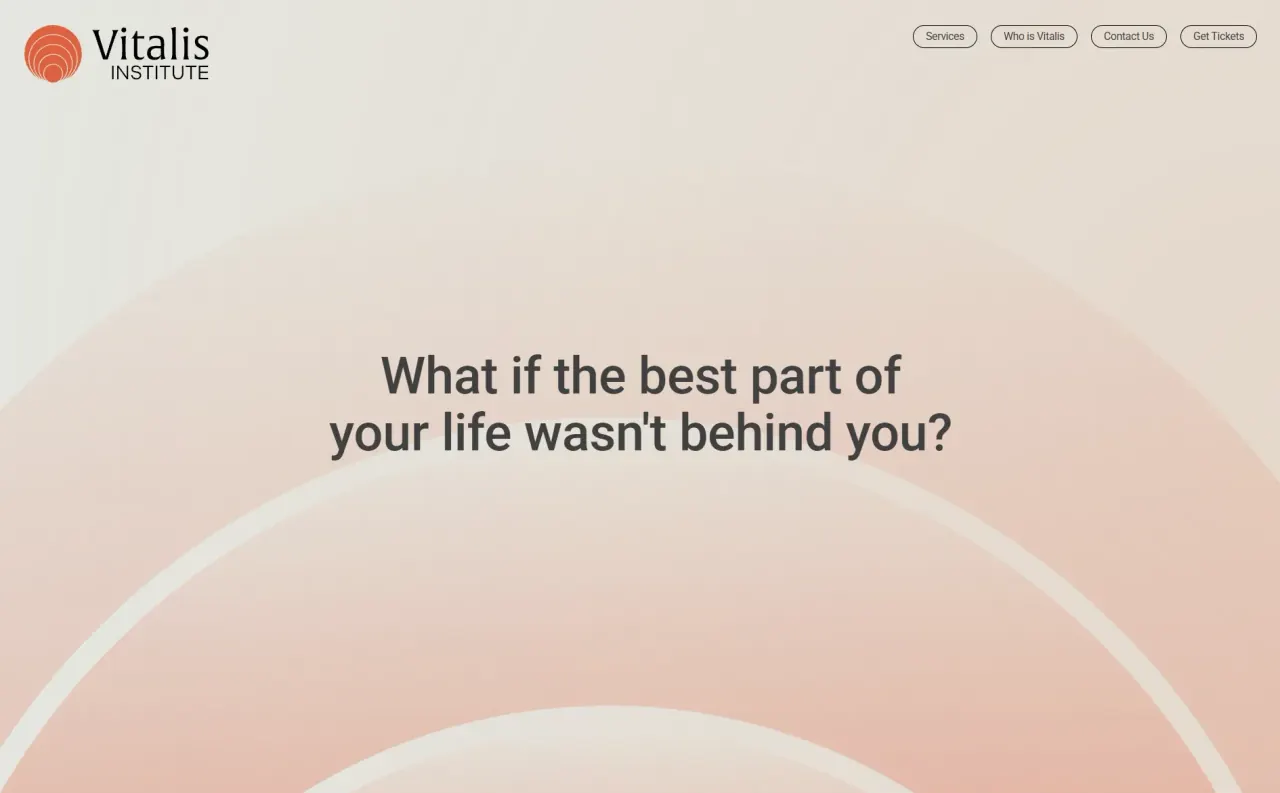 Vitalis
INSTITUTE
Services
Who is Vitalis
Contact Us
Get Tickets
What if the best part of
your life wasn't behind you?